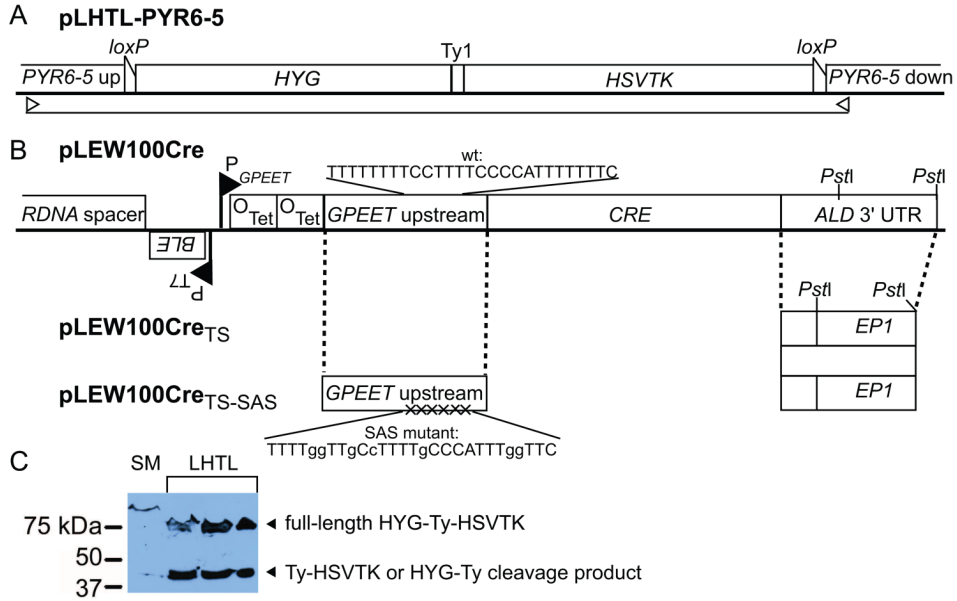 A pLHTL-PYR6-5
loxP Ty1 loxP
PYR6-5 up HYG HSVTK PYR6-5 down
B pLEW100Cre
wt:
TTTTTTTTTCCTTTTCCCCATTTTTTTC
P GPEET
PstI PstI
RDNA spacer O Tet O Tet GPEET upstream CRE ALD 3' UTR
BLE
P T7
PstI PstI
pLEW100CreTS EP1
pLEW100CreTS-SAS GPEET upstream EP1
SAS mutant:
TTTTggTTgCcTTTTgCCCATTTggTTC
C SM LHTL
75 kDa full-length HYG-Ty-HSVTK
50
Ty-HSVTK or HYG-Ty cleavage product
37